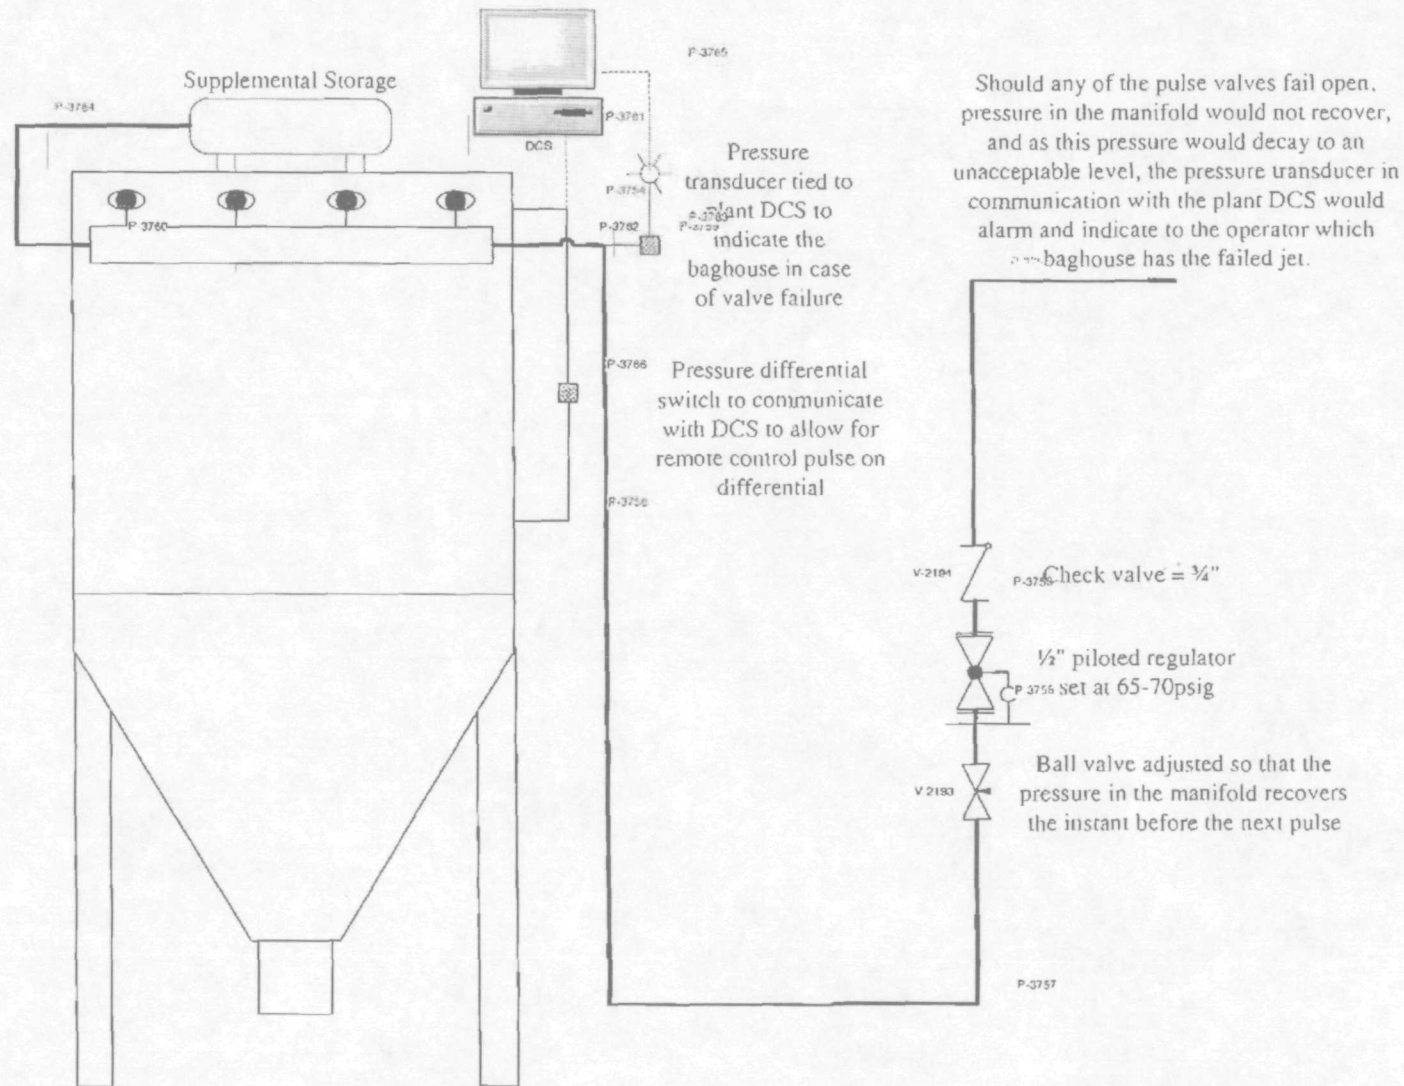 P-3765
Supplemental Storage
P-3764
P-3761
DCS
Should any of the pulse valves fail open,
pressure in the manifold would not recover,
and as this pressure would decay to an
unacceptable level, the pressure transducer in
communication with the plant DCS would
alarm and indicate to the operator which
baghouse has the failed jet.
Pressure
transducer tied to
plant DCS to
indicate the
baghouse in case
of valve failure
P-3754
P-3760
P-3762
P-3766
Pressure differential
switch to communicate
with DCS to allow for
remote control pulse on
differential
P-3756
V-2194
Check valve = ¾"
½" piloted regulator
set at 65-70psig
V-2193
Ball valve adjusted so that the
pressure in the manifold recovers
the instant before the next pulse
P-3757